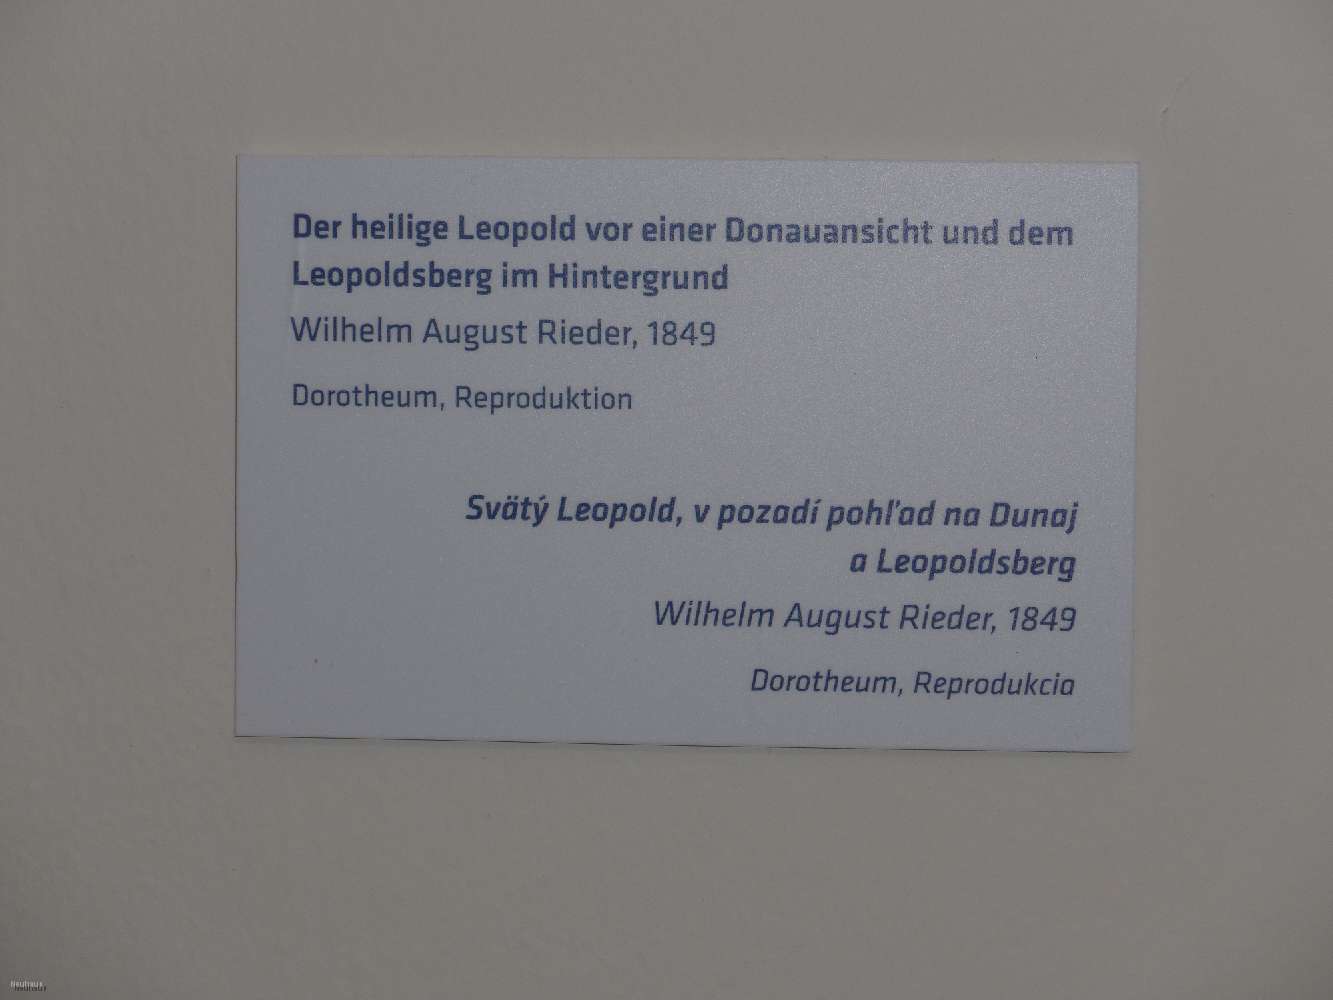 Der heilige Leopold vor einer Donauansicht und dem
Leopoldsberg im Hintergrund
Wilhelm August Rieder, 1849
Dorotheum, Reproduktion
Svätý Leopold, v pozadí pohľad na Dunaj
a Leopoldsberg
Wilhelm August Rieder, 1849
Dorotheum, Reprodukcia
Neuhaus